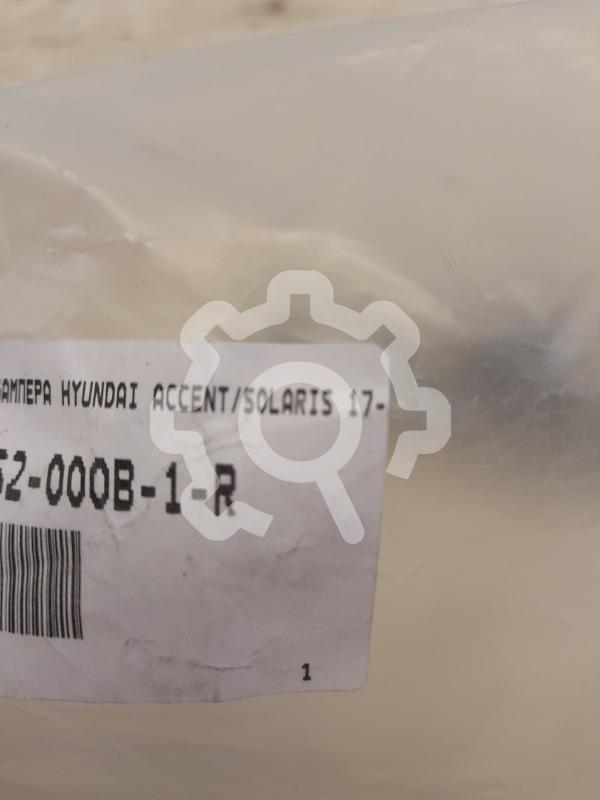 БАМПЕРА HYUNDAI ACCENT/SOLARIS 17-
52-000B-1-R
1